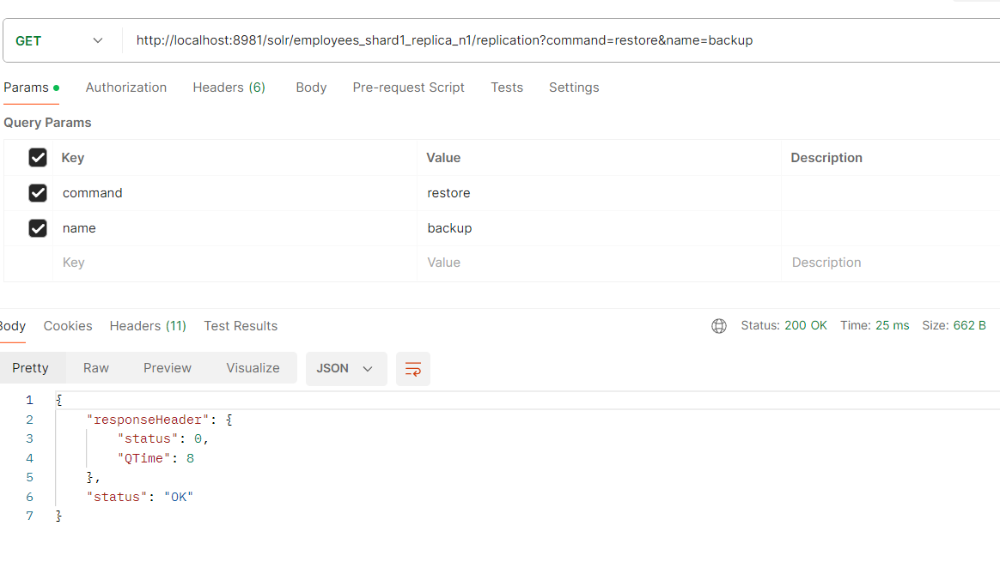 GET http://localhost:8981/solr/employees_shard1_replica_n1/replication?command=restore&name=backup
Params Authorization Headers (6) Body Pre-request Script Tests Settings
Query Params
Key Value Description
command restore
name backup
Key Value Description
Body Cookies Headers (11) Test Results Status: 200 OK Time: 25 ms Size: 662 B
Pretty Raw Preview Visualize JSON
1 {
2 "responseHeader": {
3 "status": 0,
4 "QTime": 8
5 },
6 "status": "OK"
7 }